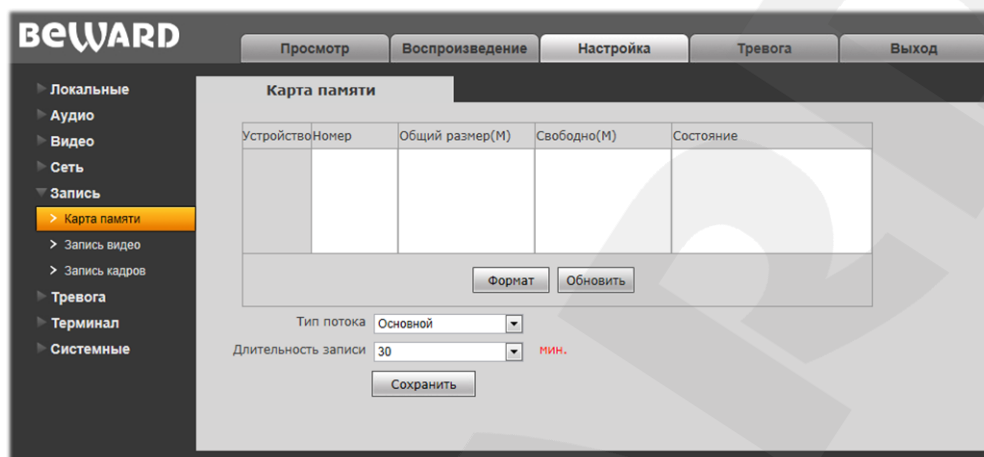 BEWARD
Просмотр Воспроизведение Настройка Тревога Выход
Локальные
Аудио
Видео
Сеть
Запись
Карта памяти
Запись видео
Запись кадров
Тревога
Терминал
Системные
Карта памяти
Устройство Номер Общий размер(М) Свободно(М) Состояние
Формат Обновить
Тип потока Основной
Длительность записи 30 мин.
Сохранить